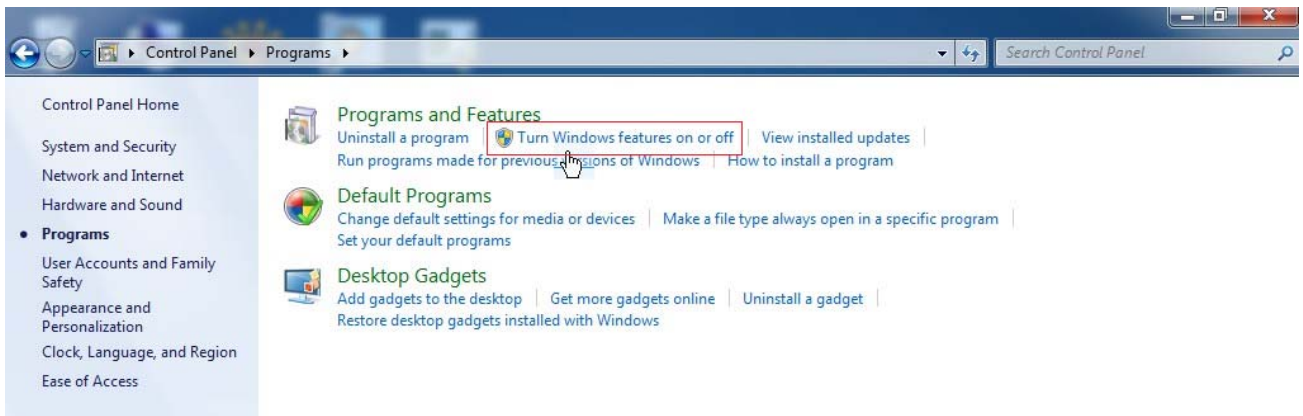 Control Panel Programs
Search Control Panel
Control Panel Home
System and Security
Network and Internet
Hardware and Sound
Programs
User Accounts and Family
Safety
Appearance and
Personalization
Clock, Language, and Region
Ease of Access
Programs and Features
Uninstall a program Turn Windows features on or off View installed updates
Run programs made for previous versions of Windows How to install a program
Default Programs
Change default settings for media or devices Make a file type always open in a specific program
Set your default programs
Desktop Gadgets
Add gadgets to the desktop Get more gadgets online Uninstall a gadget
Restore desktop gadgets installed with Windows